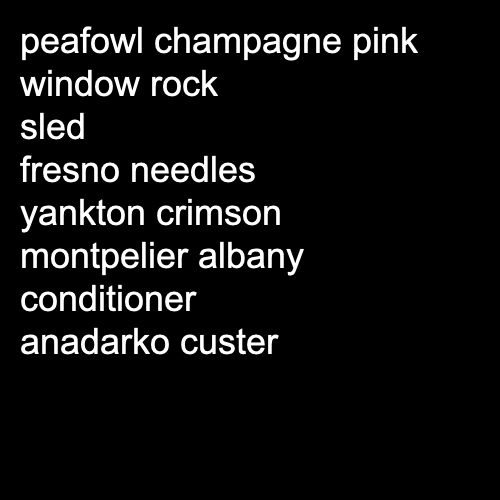 peafowl champagne pink
window rock
sled
fresno needles
yankton crimson
montpelier albany
conditioner
anadarko custer